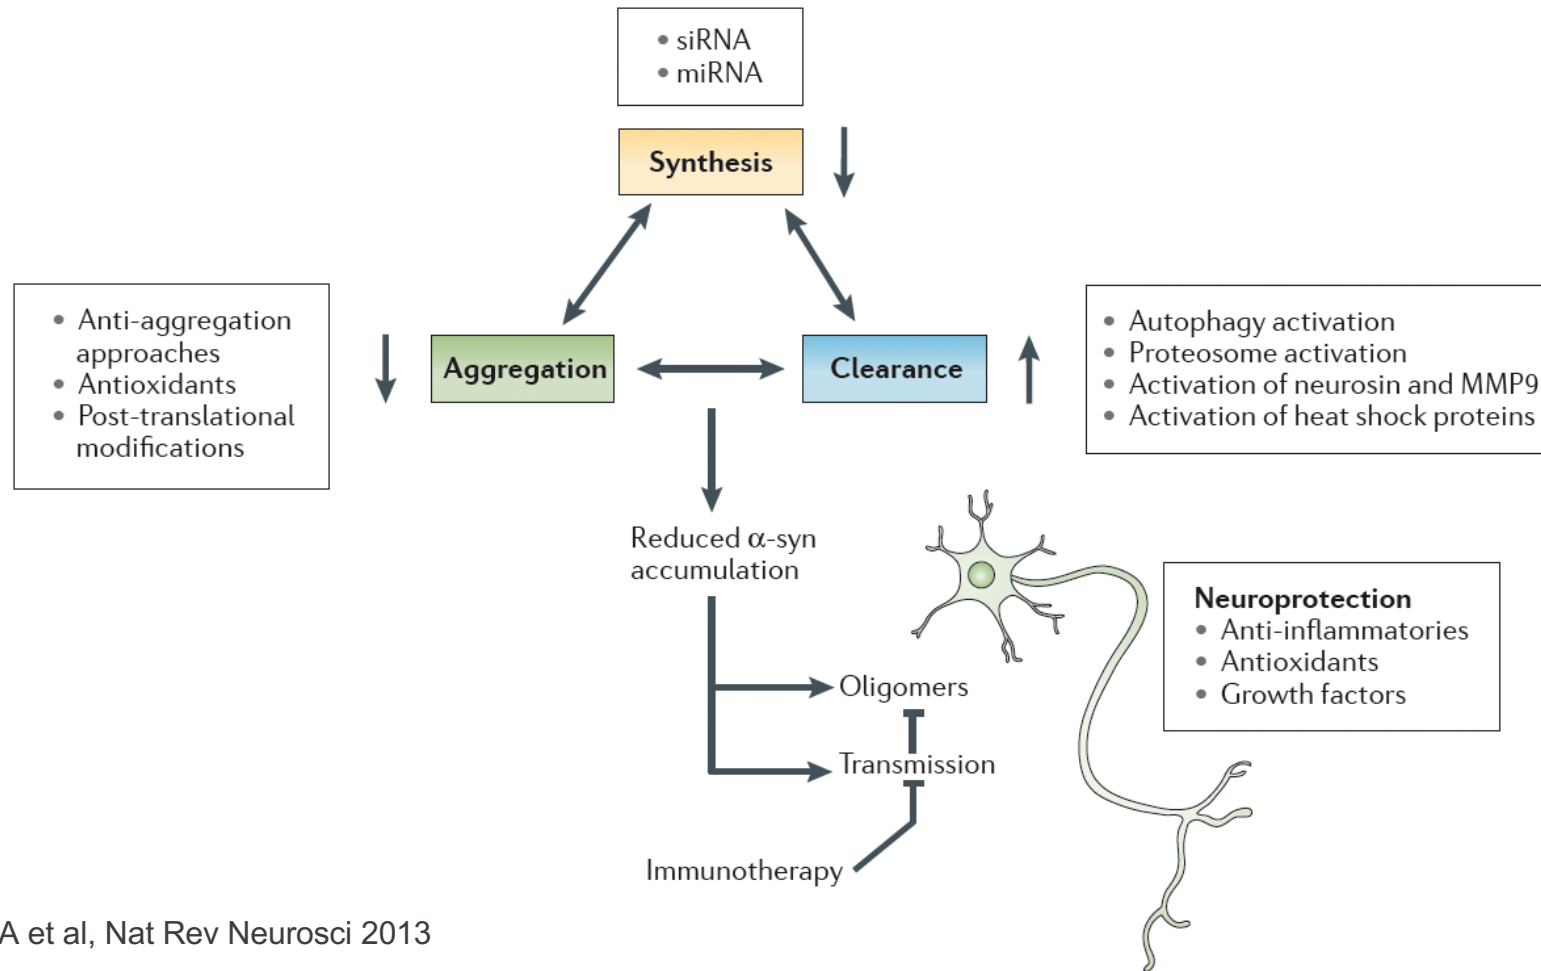 • siRNA
• miRNA
Synthesis
• Anti-aggregation
approaches
• Antioxidants
• Post-translational
modifications
Aggregation
Clearance
• Autophagy activation
• Proteosome activation
• Activation of neurosin and MMP9
• Activation of heat shock proteins
Reduced α-syn
accumulation
Neuroprotection
• Anti-inflammatories
• Antioxidants
• Growth factors
Oligomers
Transmission
Immunotherapy
A et al, Nat Rev Neurosci 2013